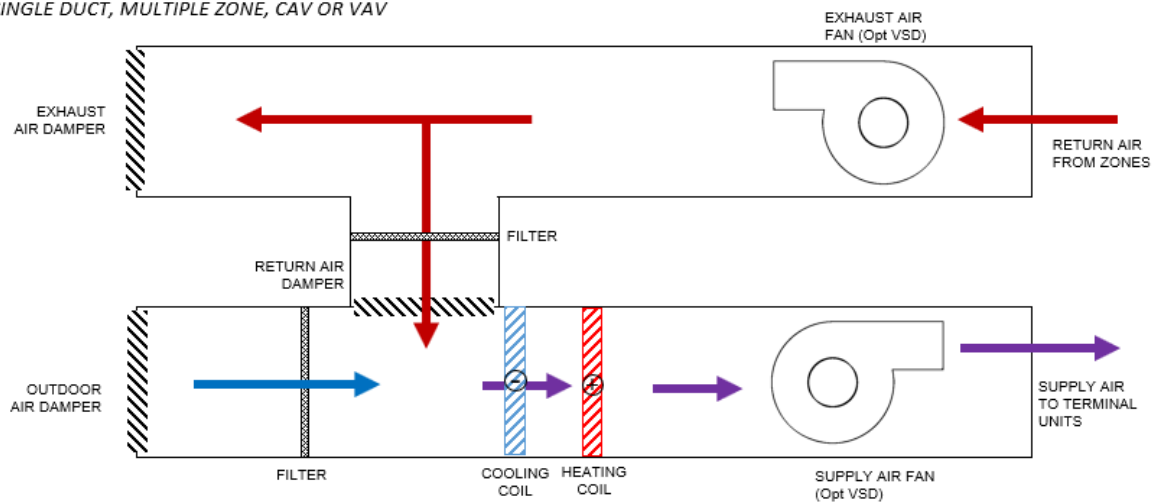 SINGLE DUCT, MULTIPLE ZONE, CAV OR VAV
EXHAUST AIR
FAN (Opt VSD)
EXHAUST
AIR DAMPER
RETURN AIR
FROM ZONES
FILTER
RETURN AIR
DAMPER
OUTDOOR
AIR DAMPER
-
+
SUPPLY AIR
TO TERMINAL
UNITS
FILTER
COOLING
COIL
HEATING
COIL
SUPPLY AIR FAN
(Opt VSD)